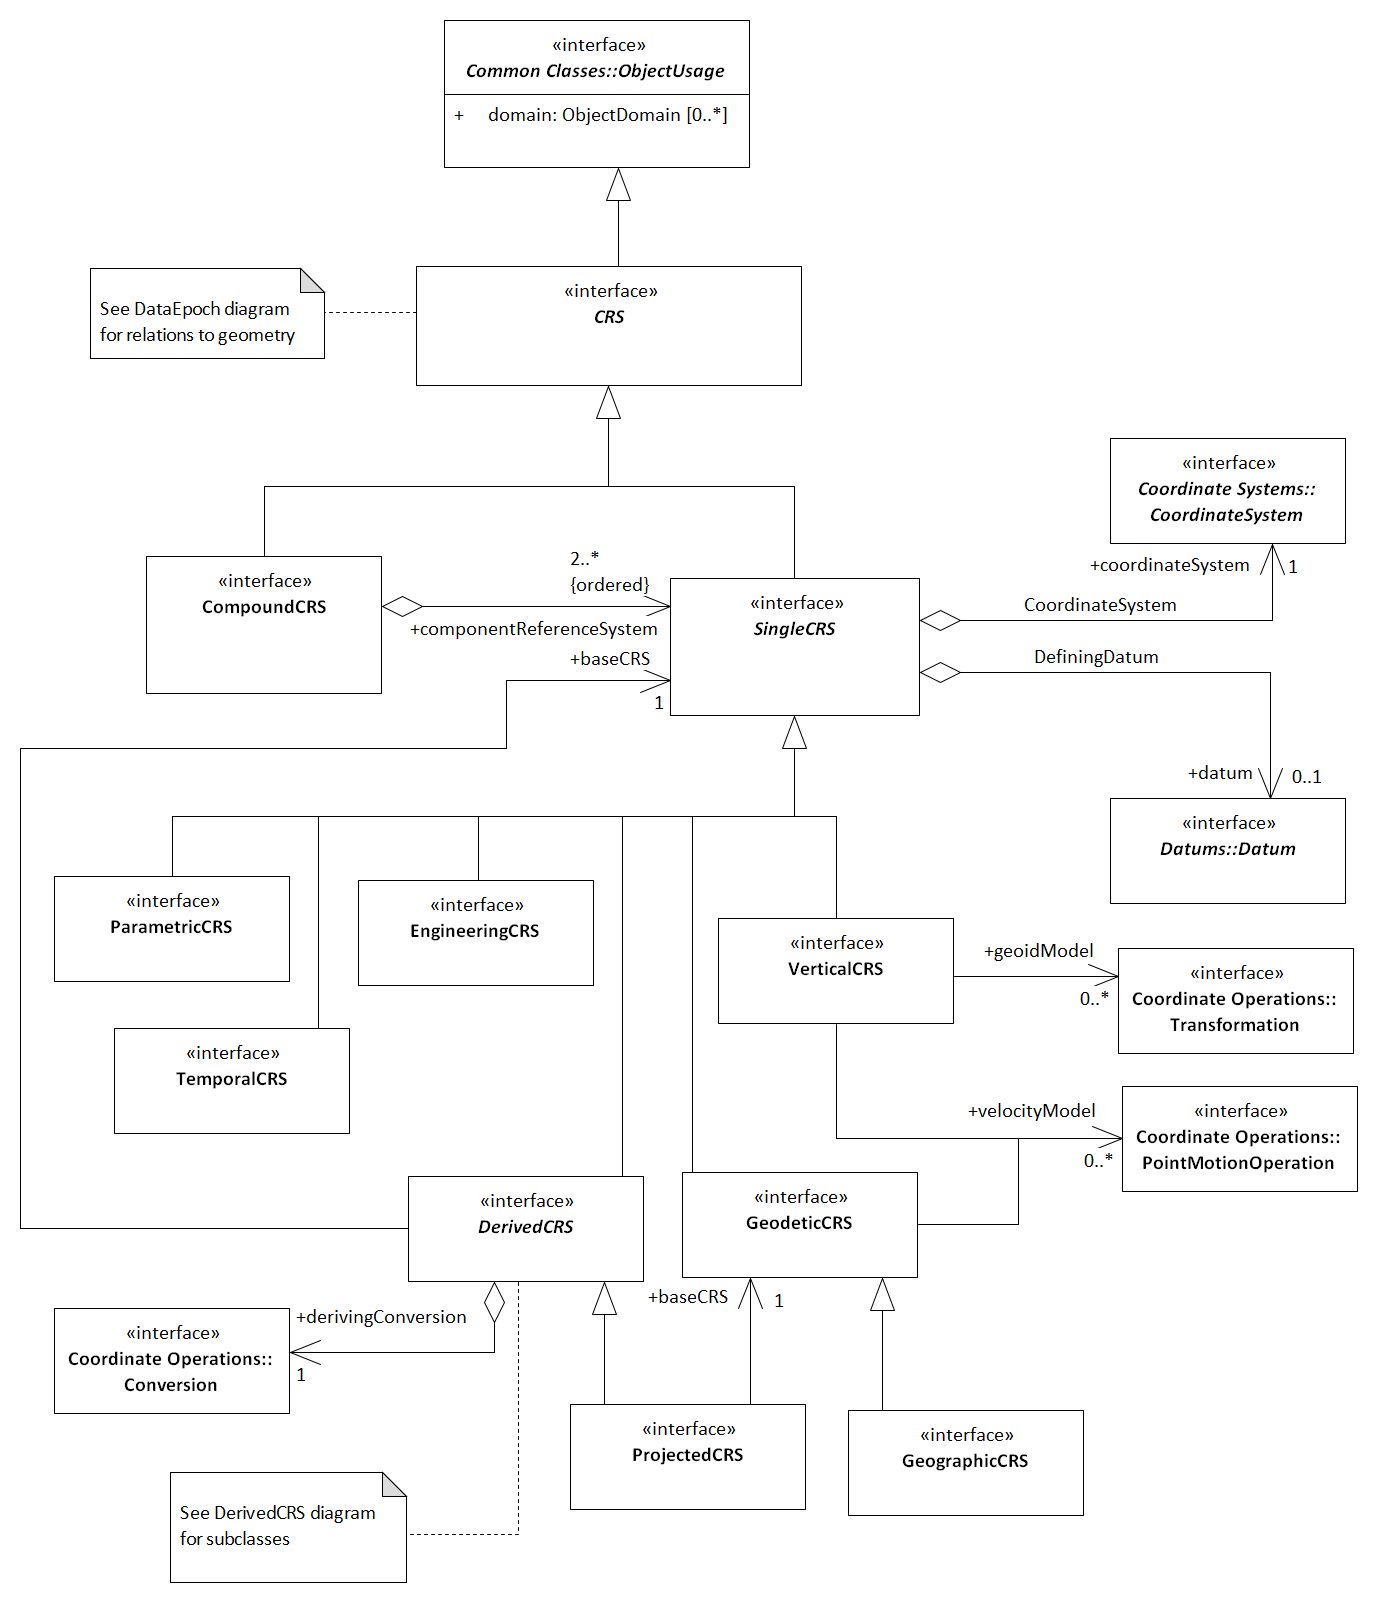 «interface»
Common Classes::ObjectUsage
+ domain: ObjectDomain [0..*]
See DataEpoch diagram
for relations to geometry
«interface»
CRS
«interface»
Coordinate Systems::
CoordinateSystem
+coordinateSystem
1
«interface»
CompoundCRS
2..*
{ordered}
+componentReferenceSystem
+baseCRS
1
«interface»
SingleCRS
CoordinateSystem
DefiningDatum
+datum
0..1
«interface»
Datums::Datum
«interface»
ParametricCRS
«interface»
EngineeringCRS
«interface»
VerticalCRS
+geoidModel
0..*
«interface»
Coordinate Operations::
Transformation
«interface»
TemporalCRS
+velocityModel
0..*
«interface»
Coordinate Operations::
PointMotionOperation
«interface»
DerivedCRS
«interface»
GeodeticCRS
+baseCRS
1
+derivingConversion
1
«interface»
Coordinate Operations::
Conversion
«interface»
ProjectedCRS
«interface»
GeographicCRS
See DerivedCRS diagram
for subclasses